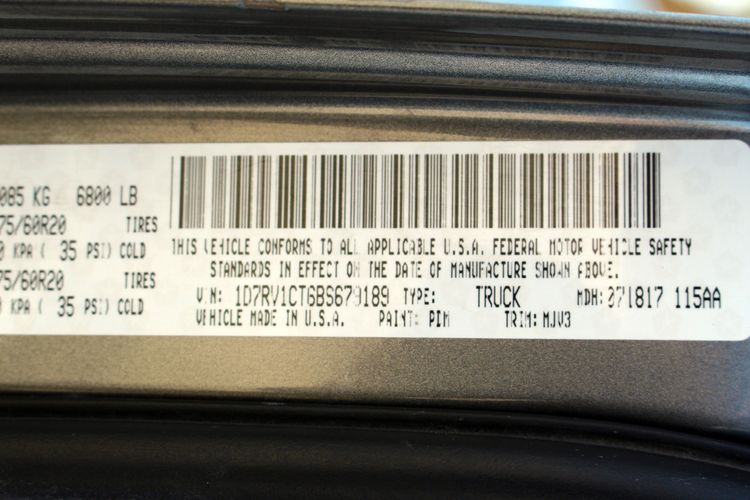 085 KG 6800 LB
75/60R20 TIRES
KPA ( 35 PSI) COLD
75/60R20 TIRES
KPA ( 35 PSI) COLD
THIS VEHICLE CONFORMS TO ALL APPLICABLE U.S.A. FEDERAL MOTOR VEHICLE SAFETY
STANDARDS IN EFFECT ON THE DATE OF MANUFACTURE SHOWN ABOVE.
VIN: 1D7RV1CT6BS679189 TYPE: TRUCK MDH: 071817 115AA
VEHICLE MADE IN U.S.A. PAINT: PIM TRIM: MJV3